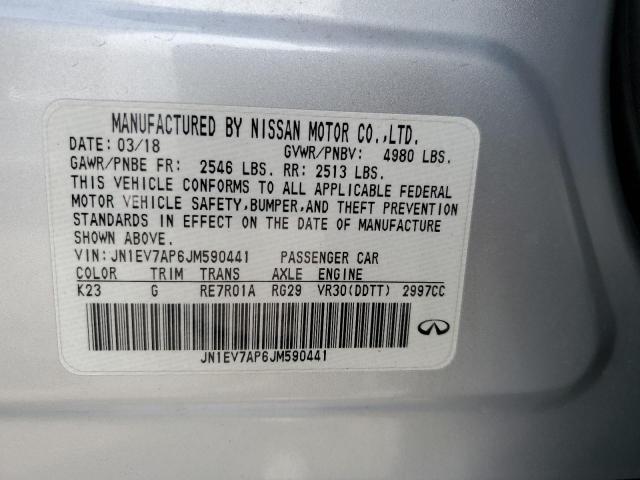 MANUFACTURED BY NISSAN MOTOR CO.,LTD.
DATE: 03/18 GVWR/PNBV: 4980 LBS.
GAWR/PNBE FR: 2546 LBS. RR: 2513 LBS.
THIS VEHICLE CONFORMS TO ALL APPLICABLE FEDERAL
MOTOR VEHICLE SAFETY,BUMPER,AND THEFT PREVENTION
STANDARDS IN EFFECT ON THE DATE OF MANUFACTURE
SHOWN ABOVE.
VIN: JN1EV7AP6JM590441 PASSENGER CAR
COLOR TRIM TRANS AXLE ENGINE
K23 G RE7R01A RG29 VR30(DDTT) 2997CC
JN1EV7AP6JM590441